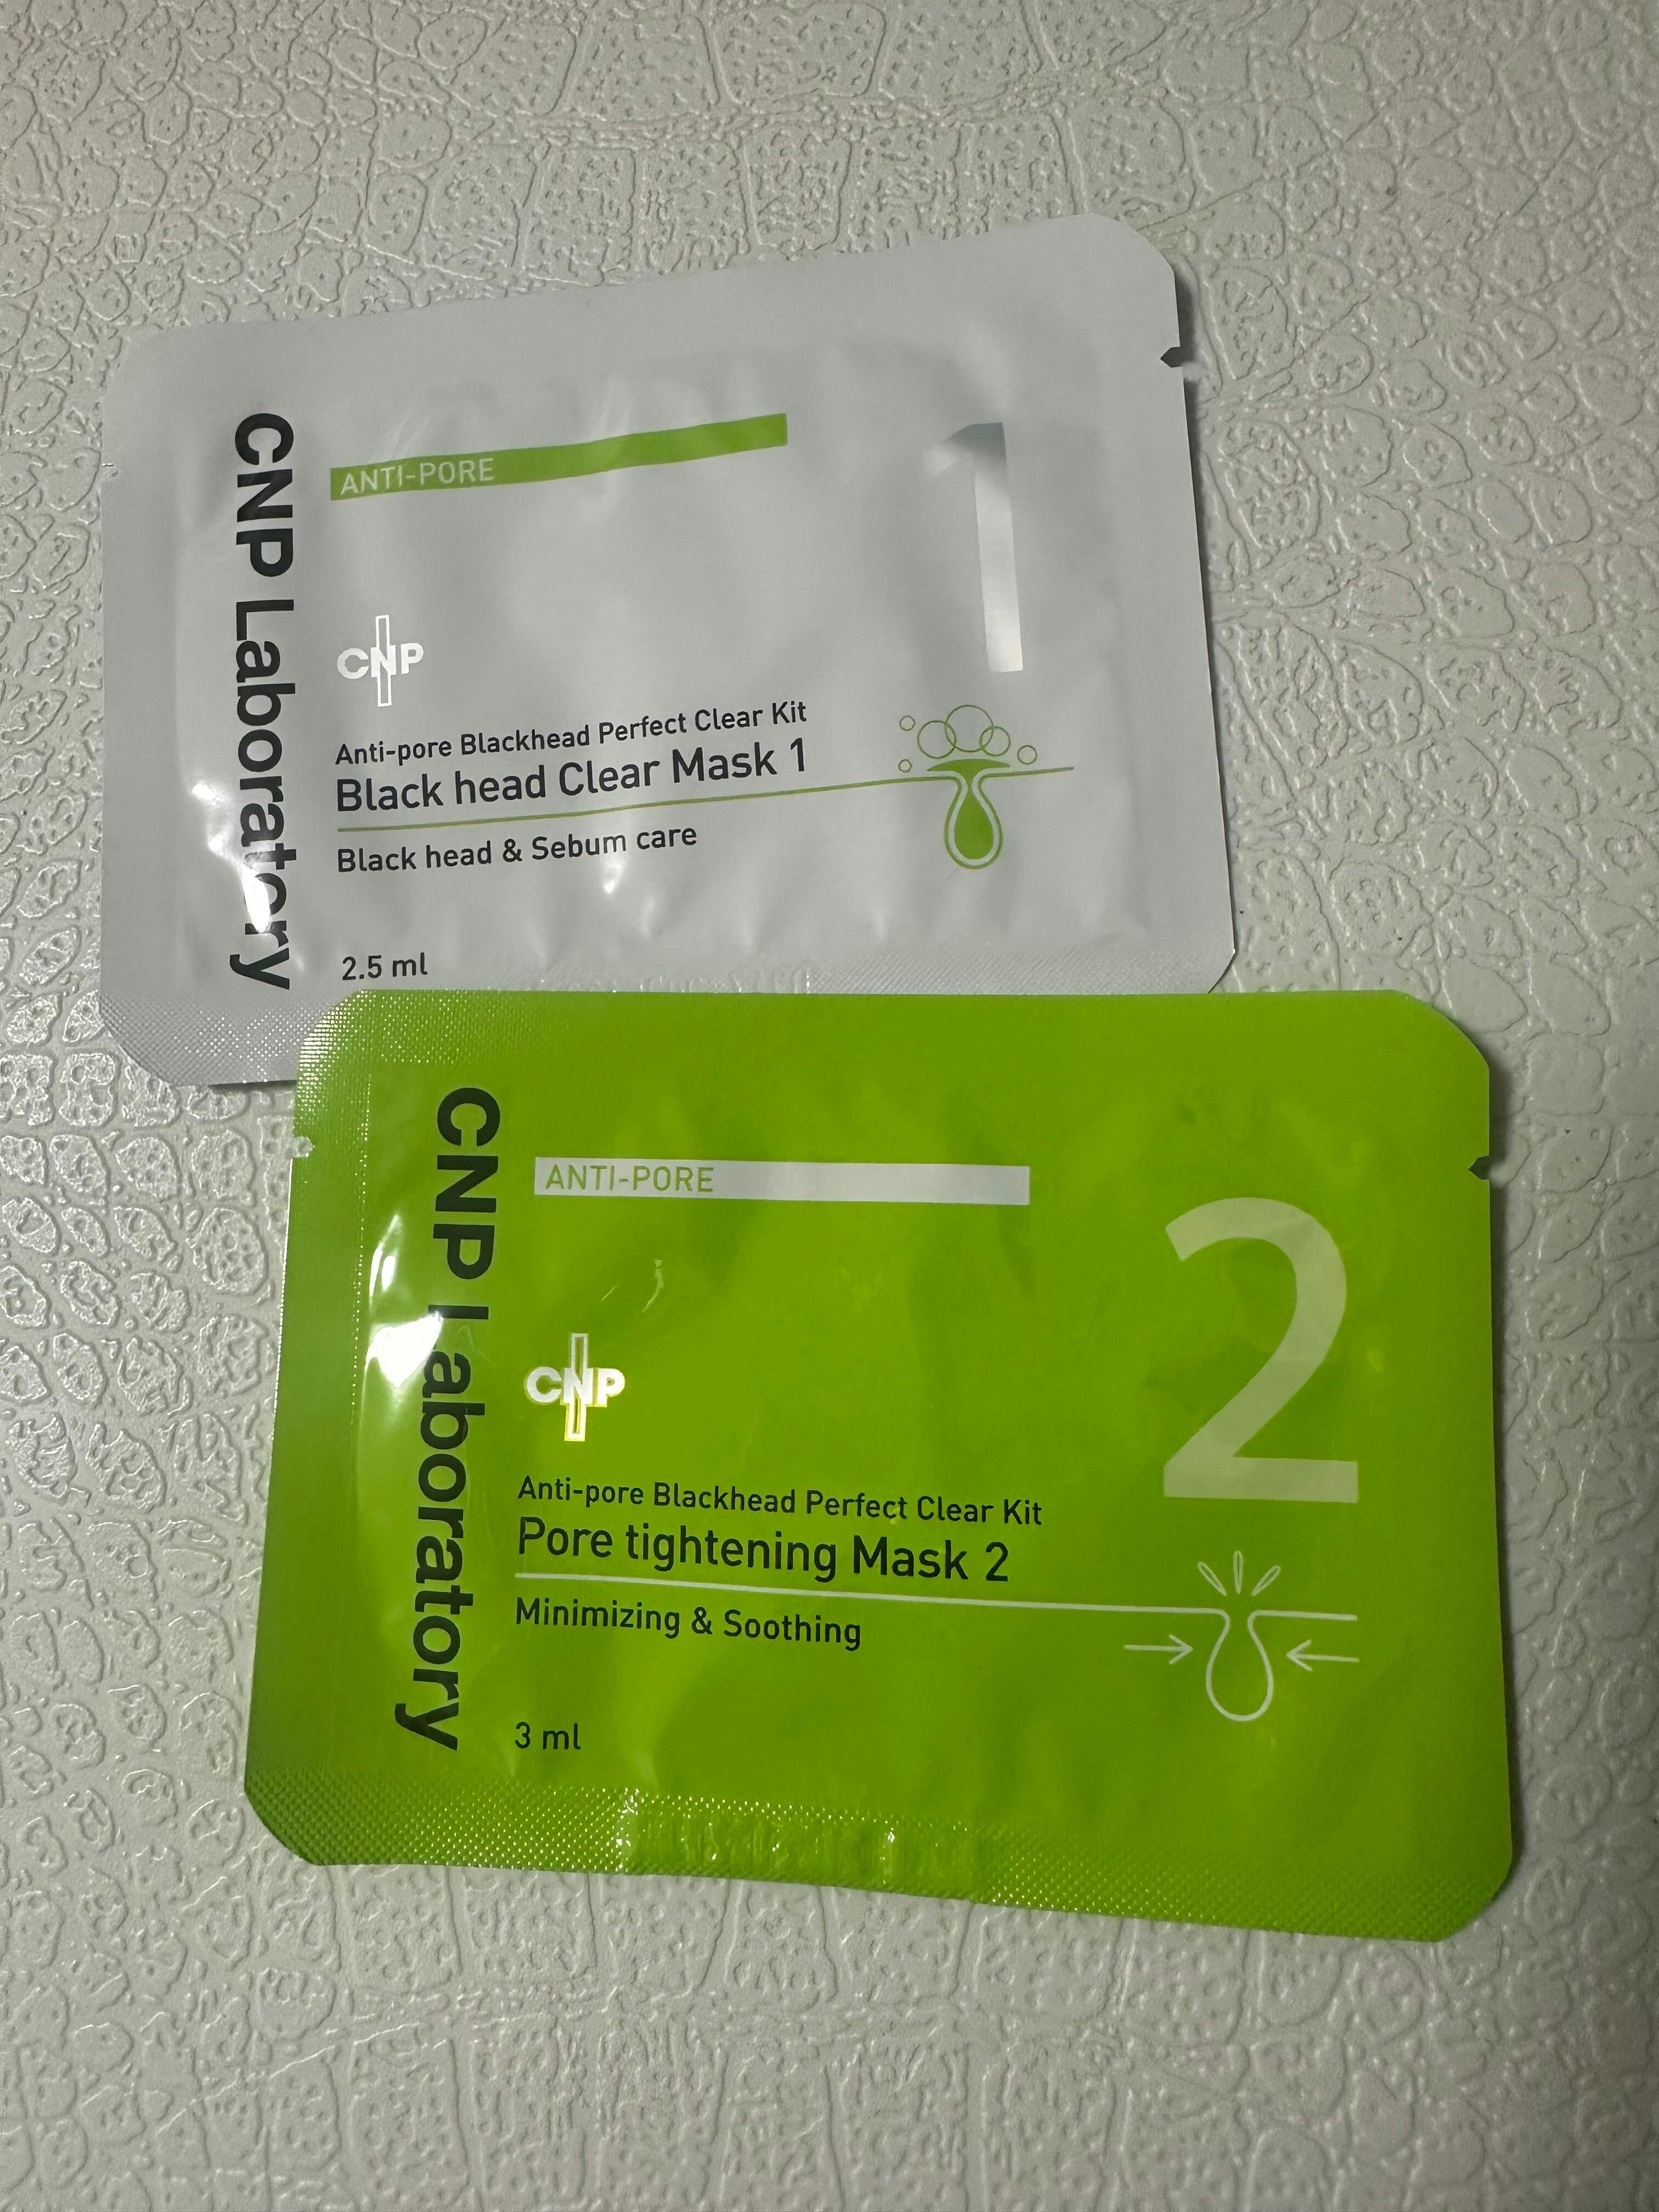 CNP Laboratory
ANTI-PORE
1
CNP
Anti-pore Blackhead Perfect Clear Kit
Black head Clear Mask 1
Black head & Sebum care
2.5 ml
CNP Laboratory
ANTI-PORE
2
CNP
Anti-pore Blackhead Perfect Clear Kit
Pore tightening Mask 2
Minimizing & Soothing
3 ml